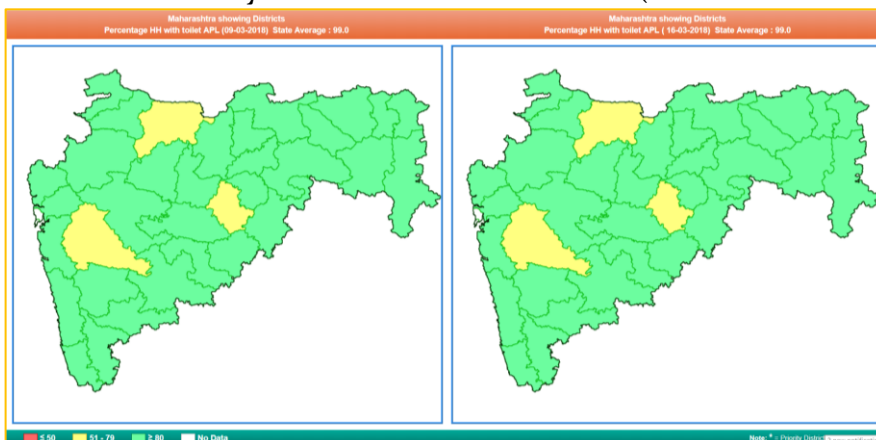 Maharashtra showing Districts
Percentage HH with toilet APL (09-03-2018) State Average : 99.0
Maharashtra showing Districts
Percentage HH with toilet APL ( 16-03-2018) State Average : 99.0
≤ 50 51 - 79 ≥ 80 No Data
Note: * = Priority District